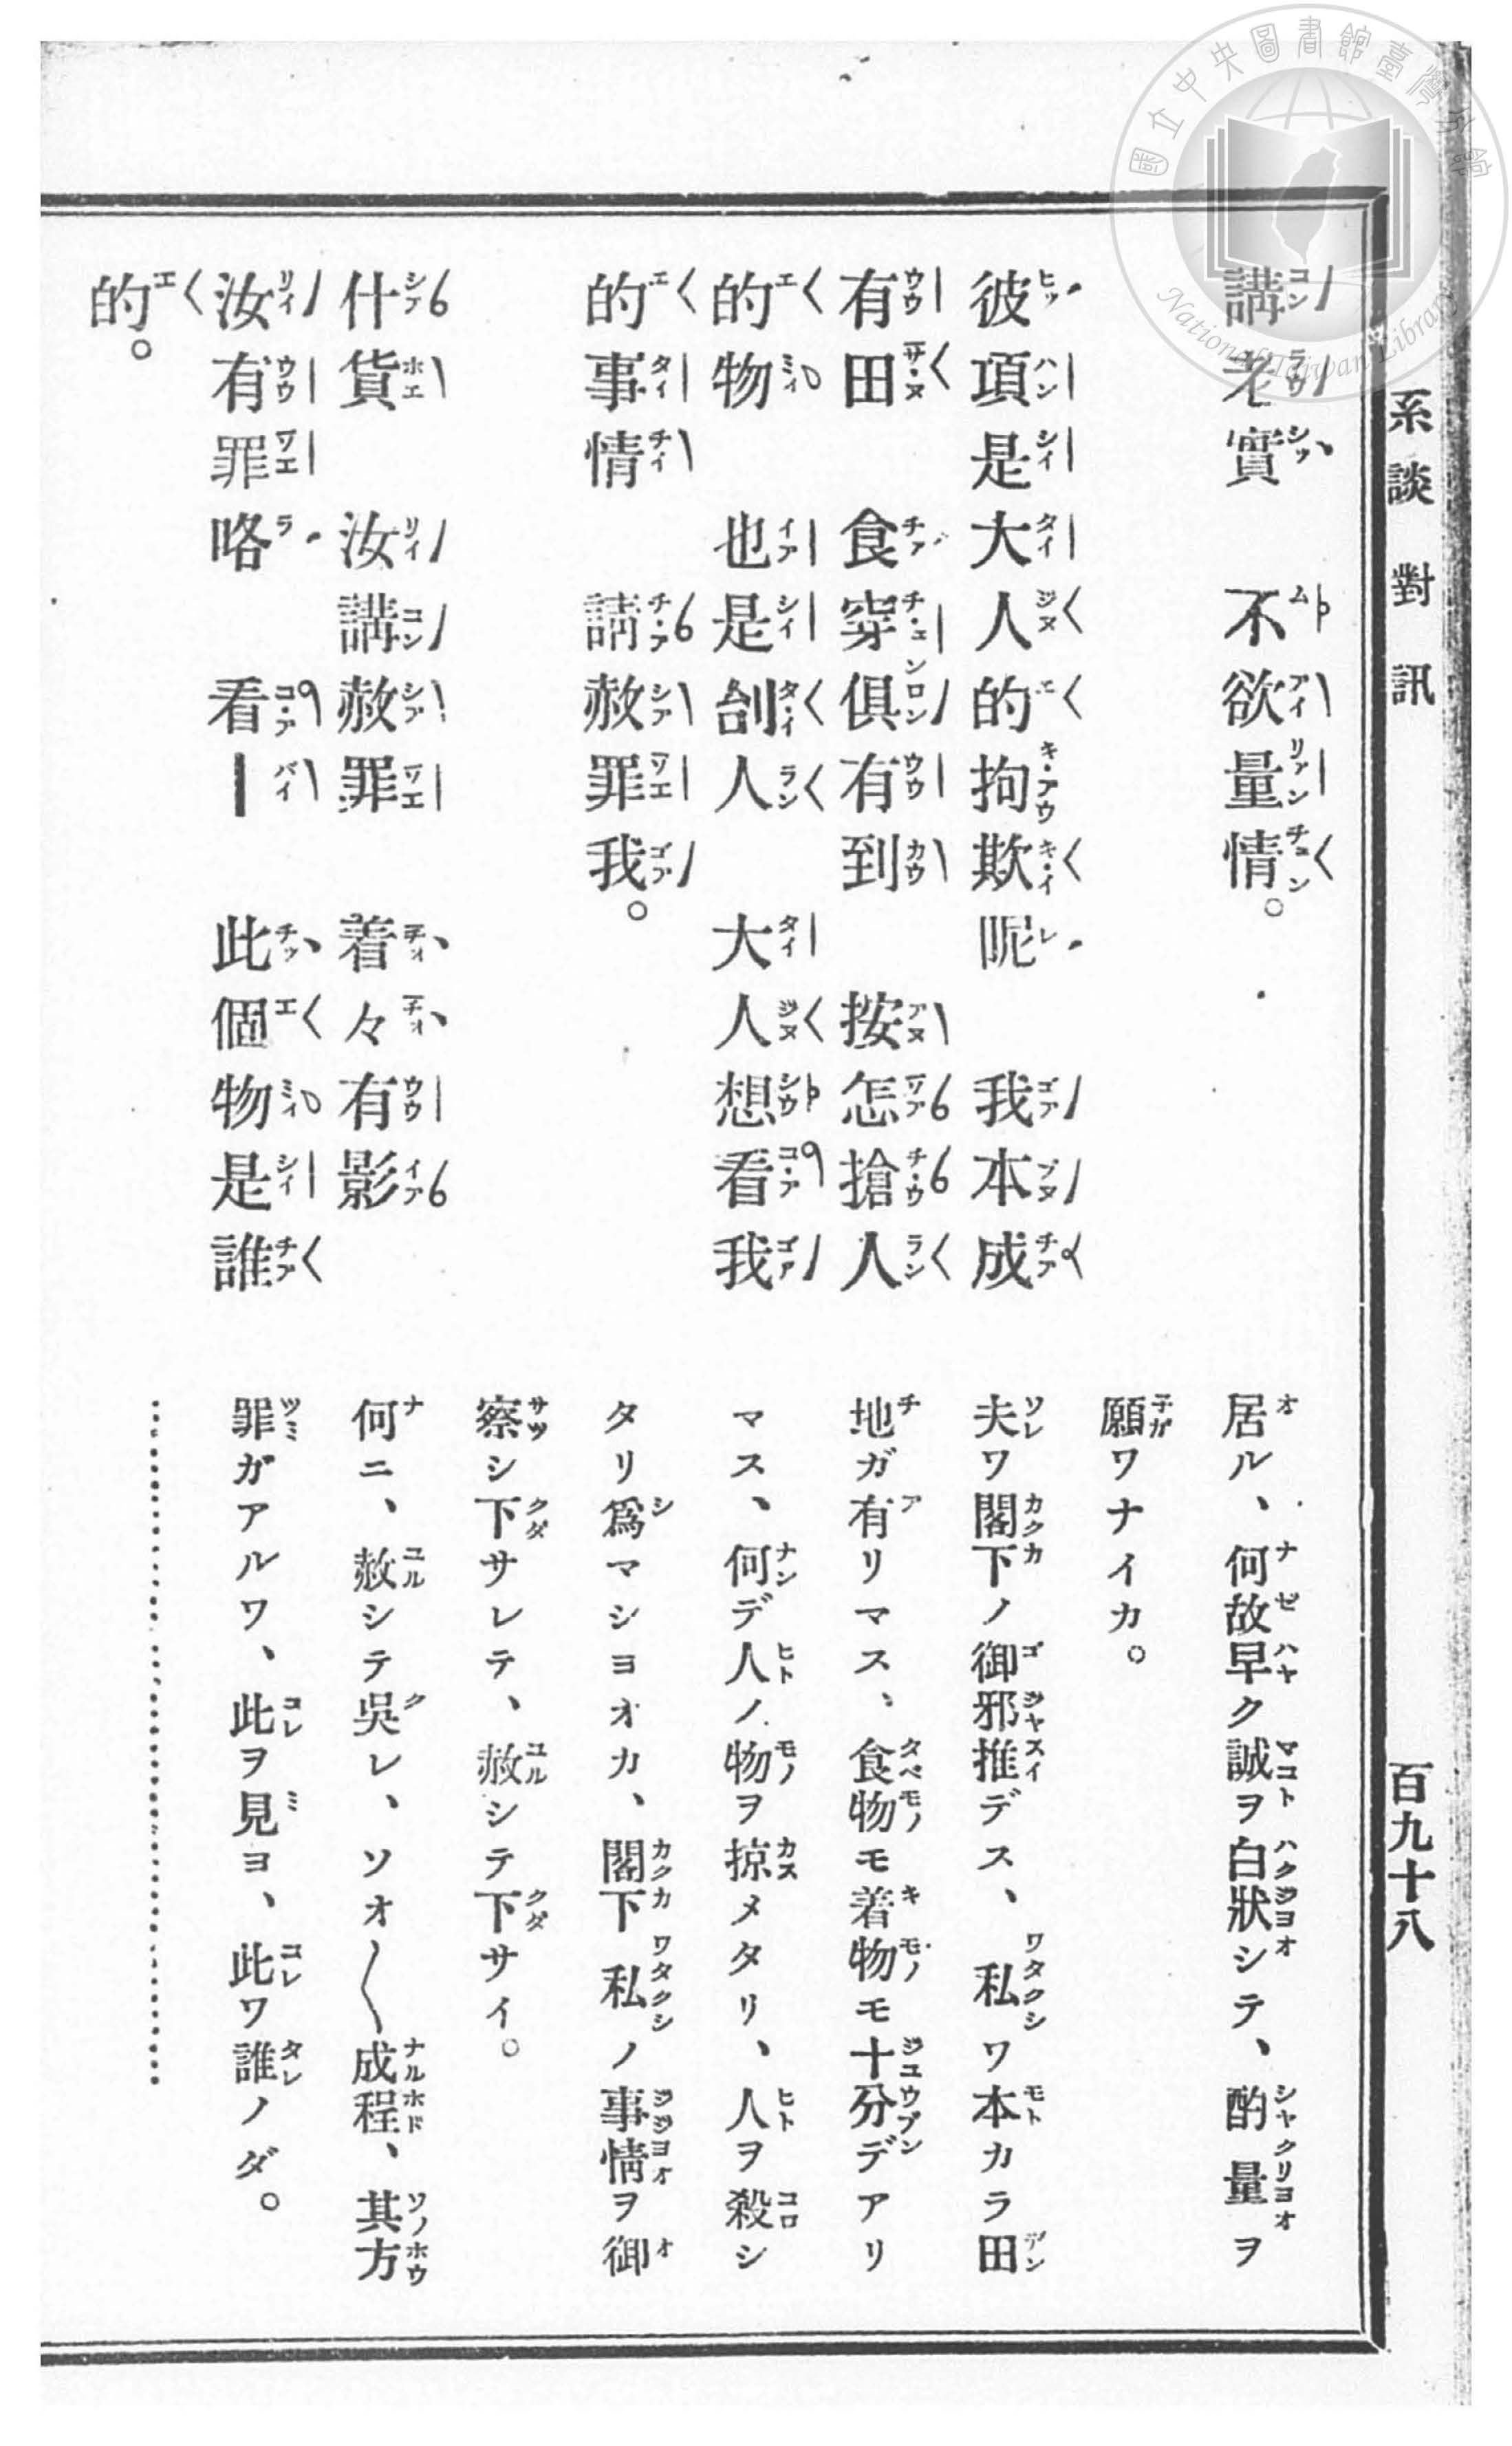 系談對訊 百九十八
講老實 不欲量情。
彼項是大人的拘欺呢 我本成
有田 食穿俱有到 按怎搶人
的物 也是刣人 大人想看我
的事情 請赦罪我。
什貨 汝講赦罪 着々有影
汝有罪咯 看一 此個物是誰
的。
居ル、何故早ク誠ヲ白狀シテ、酌量ヲ
願ワナイカ。
夫ワ閣下ノ御邪推デス、私ワ本カラ田
地ガ有リマス、食物モ着物モ十分デアリ
マス、何デ人ノ物ヲ掠メタリ、人ヲ殺シ
タリ爲マシヨオカ、閣下私ノ事情ヲ御
察シ下サレテ、赦シテ下サイ。
何ニ、赦シテ吳レ、ソオ〱成程、其方
罪ガアルワ、此ヲ見ヨ、此ワ誰ノダ。
國立中央圖書館臺灣分館
National Taiwan Library